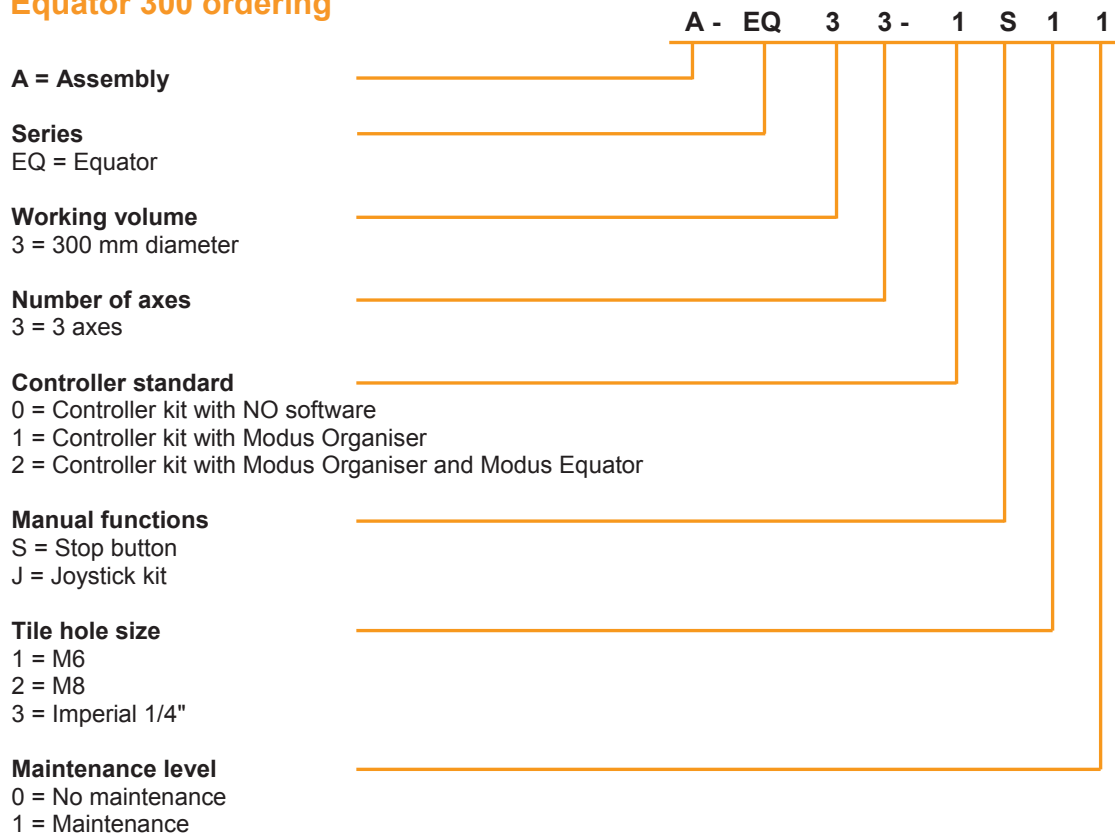 Equator 300 ordering
A - EQ 3 3 - 1 S 1 1
A = Assembly
Series
EQ = Equator
Working volume
3 = 300 mm diameter
Number of axes
3 = 3 axes
Controller standard
0 = Controller kit with NO software
1 = Controller kit with Modus Organiser
2 = Controller kit with Modus Organiser and Modus Equator
Manual functions
S = Stop button
J = Joystick kit
Tile hole size
1 = M6
2 = M8
3 = Imperial 1/4"
Maintenance level
0 = No maintenance
1 = Maintenance